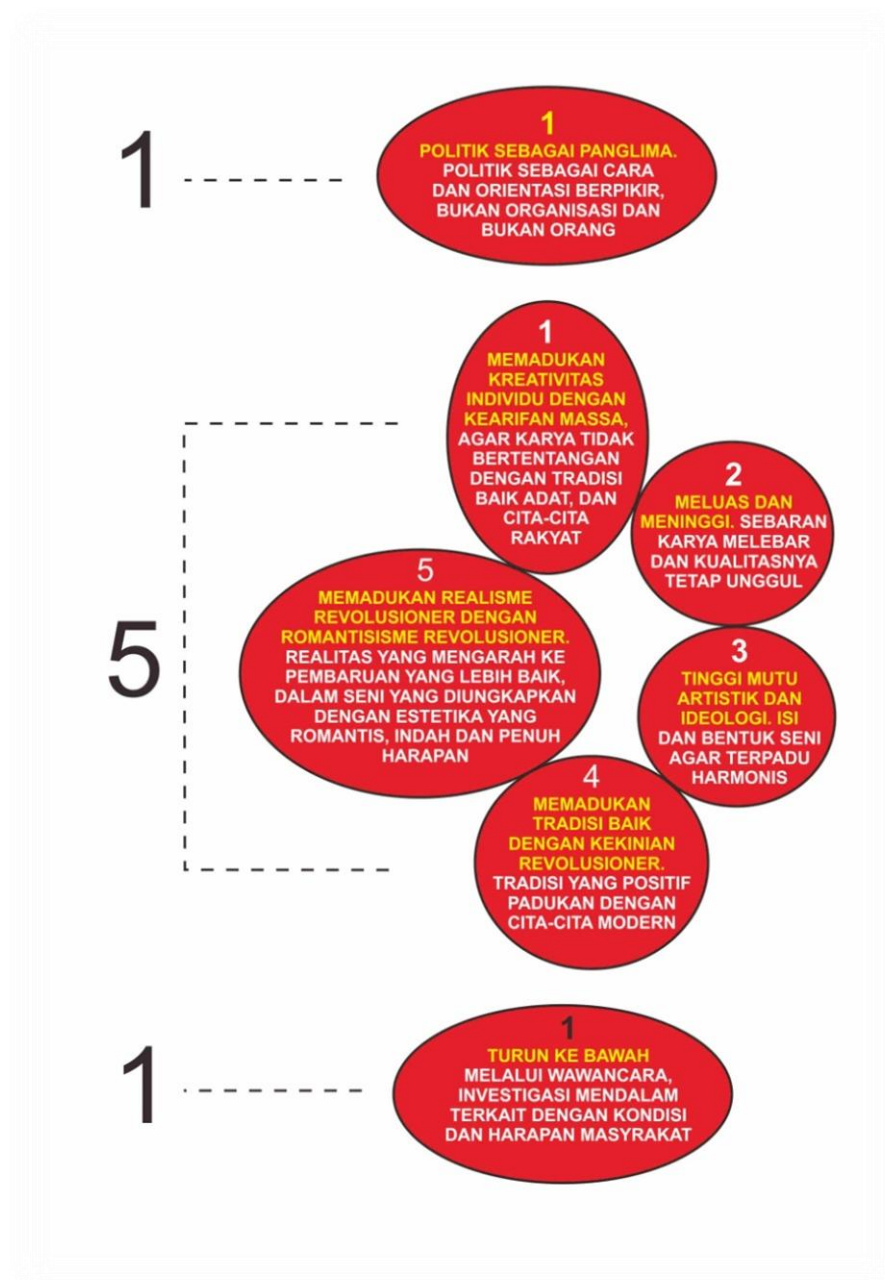 1
1
POLITIK SEBAGAI PANGLIMA.
POLITIK SEBAGAI CARA
DAN ORIENTASI BERPIKIR,
BUKAN ORGANISASI DAN
BUKAN ORANG
5
1
MEMADUKAN
KREATIVITAS
INDIVIDU DENGAN
KEARIFAN MASSA,
AGAR KARYA TIDAK
BERTENTANGAN
DENGAN TRADISI
BAIK ADAT, DAN
CITA-CITA
RAKYAT
2
MELUAS DAN
MENINGGI. SEBARAN
KARYA MELEBAR
DAN KUALITASNYA
TETAP UNGGUL
3
TINGGI MUTU
ARTISTIK DAN
IDEOLOGI. ISI
DAN BENTUK SENI
AGAR TERPADU
HARMONIS
4
MEMADUKAN
TRADISI BAIK
DENGAN KEKINIAN
REVOLUSIONER.
TRADISI YANG POSITIF
PADUKAN DENGAN
CITA-CITA MODERN
5
MEMADUKAN REALISME
REVOLUSIONER DENGAN
ROMANTISISME REVOLUSIONER.
REALITAS YANG MENGARAH KE
PEMBARUAN YANG LEBIH BAIK,
DALAM SENI YANG DIUNGKAPKAN
DENGAN ESTETIKA YANG
ROMANTIS, INDAH DAN PENUH
HARAPAN
1
1
TURUN KE BAWAH
MELALUI WAWANCARA,
INVESTIGASI MENDALAM
TERKAIT DENGAN KONDISI
DAN HARAPAN MASYRAKAT